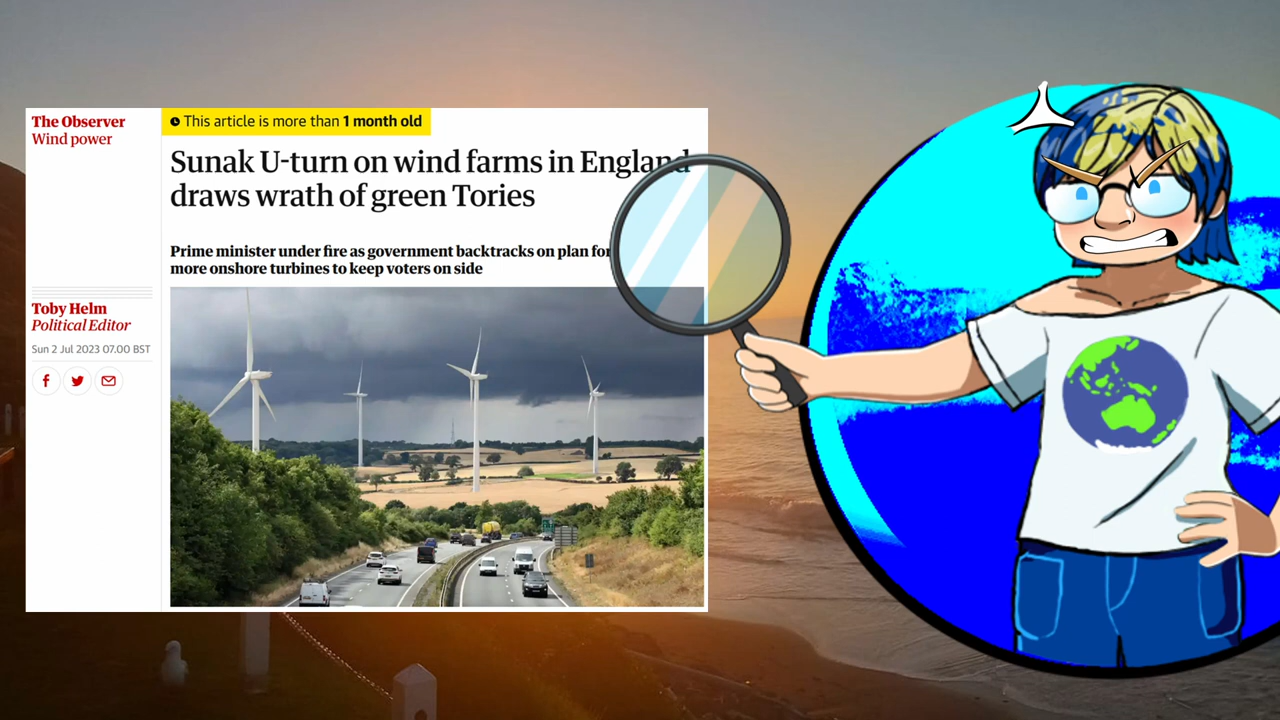 The Observer
Wind power
This article is more than 1 month old
Sunak U-turn on wind farms in England
draws wrath of green Tories
Prime minister under fire as government backtracks on plan for
more onshore turbines to keep voters on side
Toby Helm
Political Editor
Sun 2 Jul 2023 07.00 BST